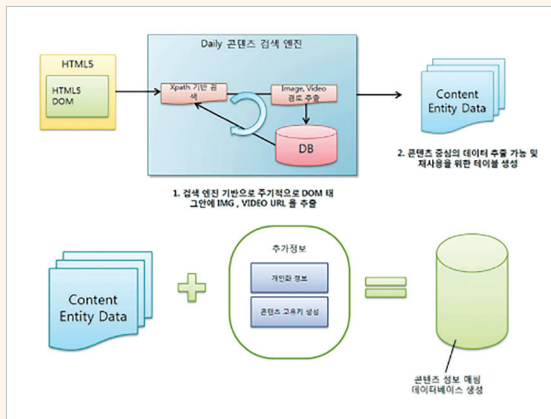 Daily 콘텐츠 검색 엔진
HTML5
HTML5
DOM
Xpath 기반 검
색
Image, Video
경로 추출
DB
Content
Entity Data
1. 검색 엔진 기반으로 주기적으로 DOM 태
그안에 IMG , VIDEO URL 을 추출
2. 콘텐츠 중심의 데이터 추출 가능 및
재사용을 위한 테이블 생성
Content
Entity Data
추가정보
개인화 정보
콘텐츠 고유키 생성
콘텐츠 정보 매핑
데이터베이스 생성